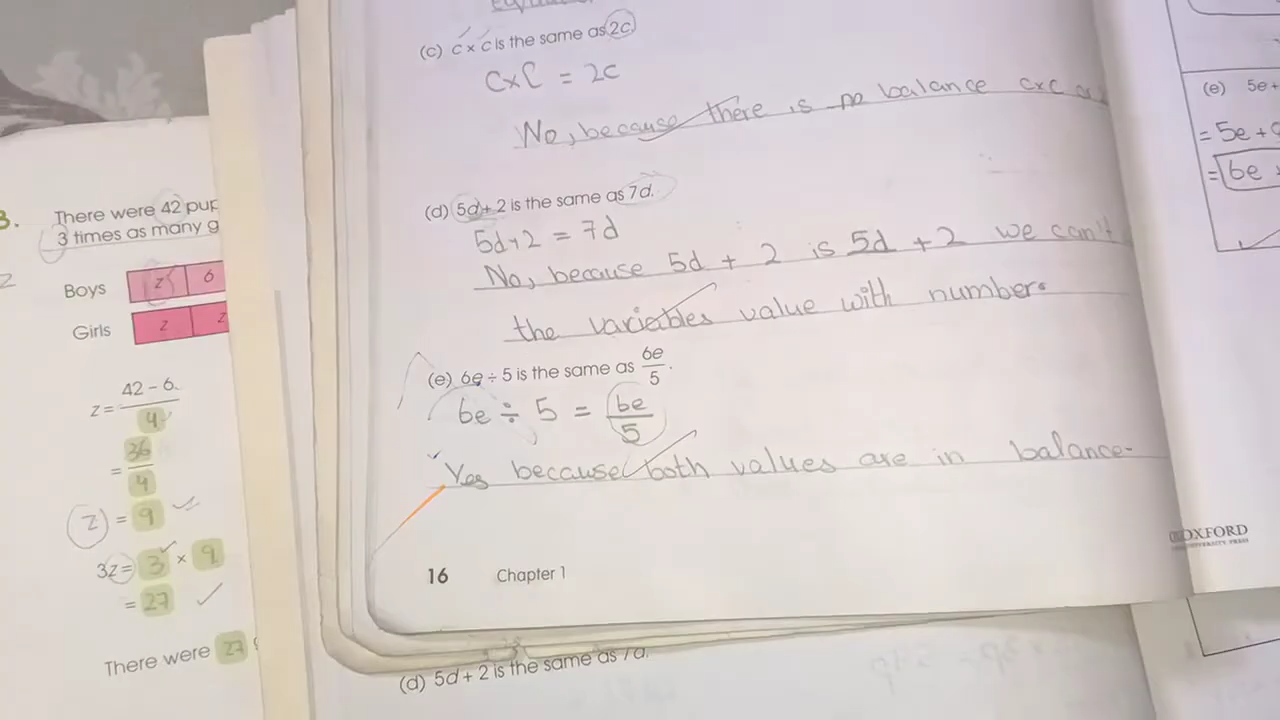 (c) c × c is the same as 2c
C×C = 2c
No, because there is no balance c×c
(d) 5d + 2 is the same as 7d.
5d+2 = 7d
No, because 5d + 2 is 5d + 2 we can't
the variables value with number.
(e) 6e ÷ 5 is the same as 6e/5.
6e ÷ 5 = 6e/5
Yes because both values are in balance-
16 Chapter 1
OXFORD
UNIVERSITY PRESS
(d) 5d + 2 is the same as 7d.
3.
There were 42
3 times as many
Boys z 6
Girls z z
z = 42 – 6
4
= 36
4
z = 9
3z = 3 × 9
= 27
There were 27
(e) 5e+
= 5e +
= 6e